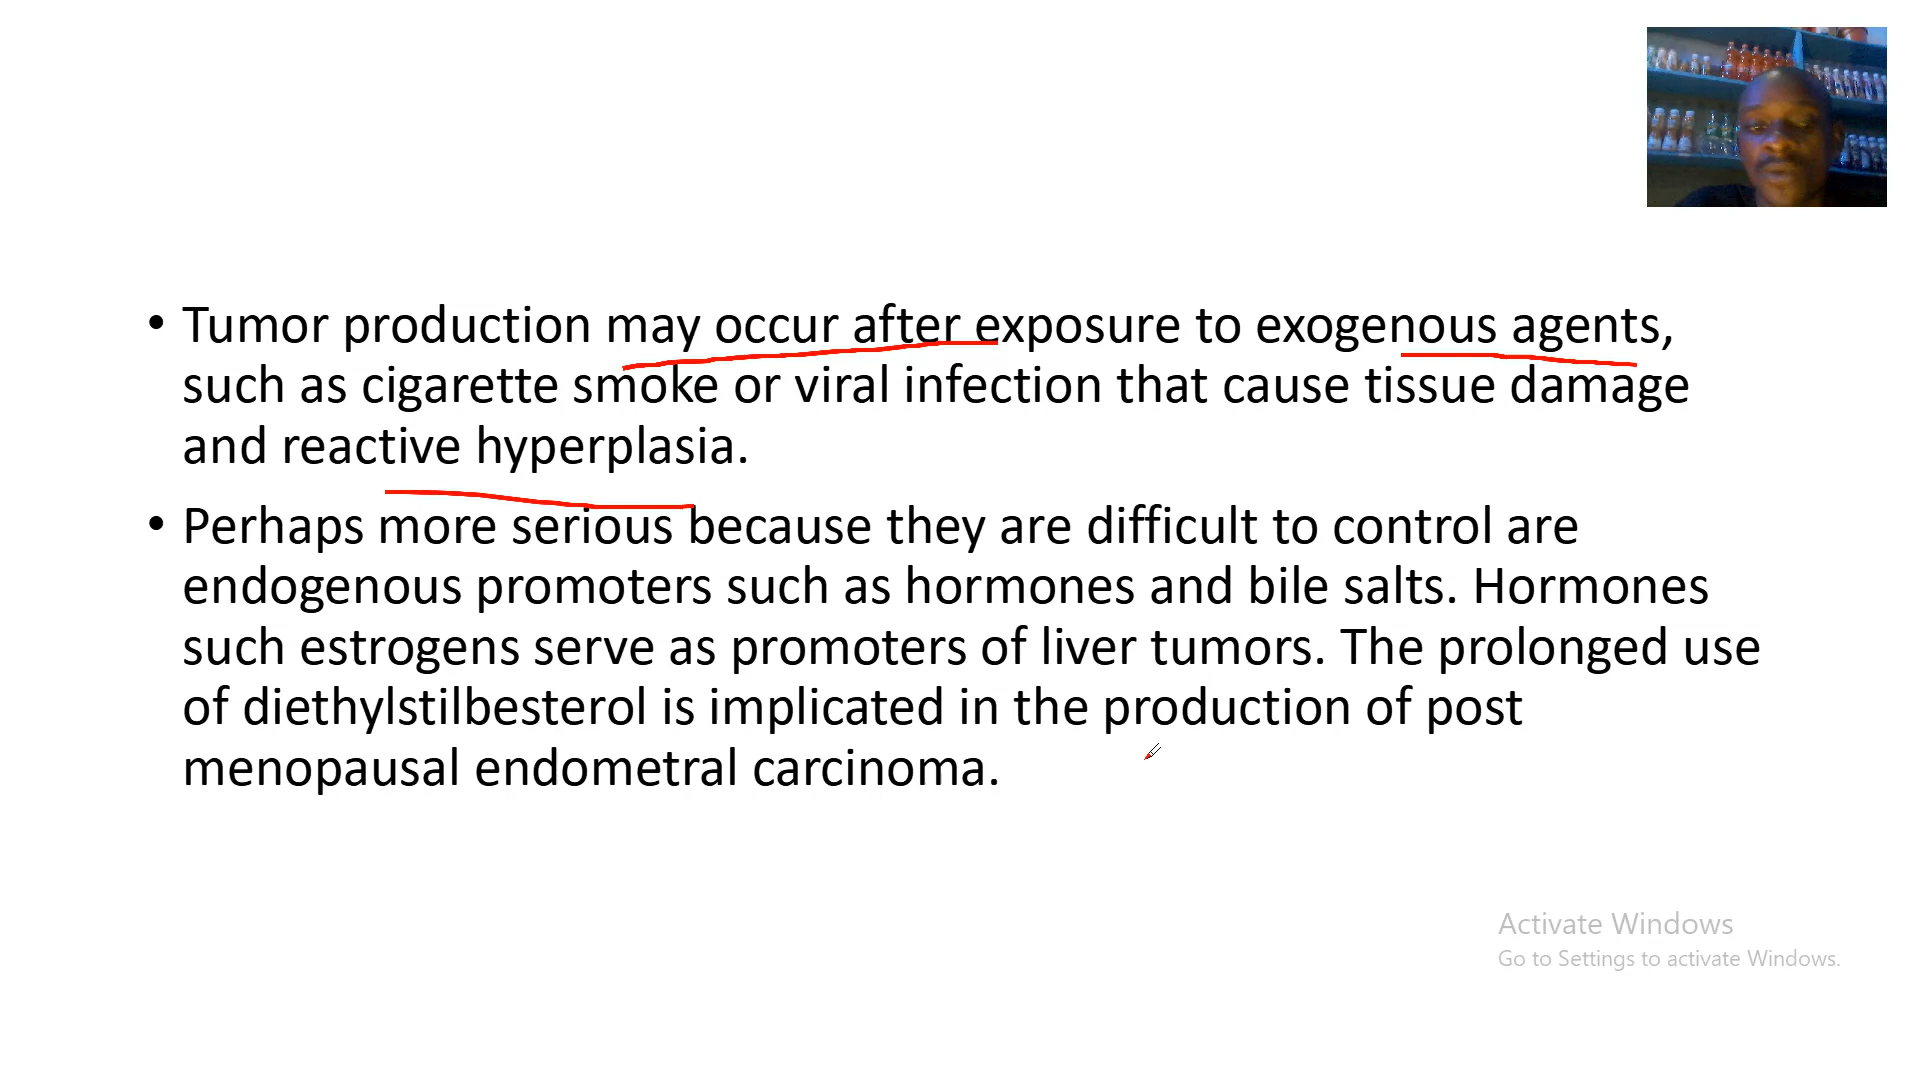 • Tumor production may occur after exposure to exogenous agents,
such as cigarette smoke or viral infection that cause tissue damage
and reactive hyperplasia.
• Perhaps more serious because they are difficult to control are
endogenous promoters such as hormones and bile salts. Hormones
such estrogens serve as promoters of liver tumors. The prolonged use
of diethylstilbesterol is implicated in the production of post
menopausal endometral carcinoma.
Activate Windows
Go to Settings to activate Windows.